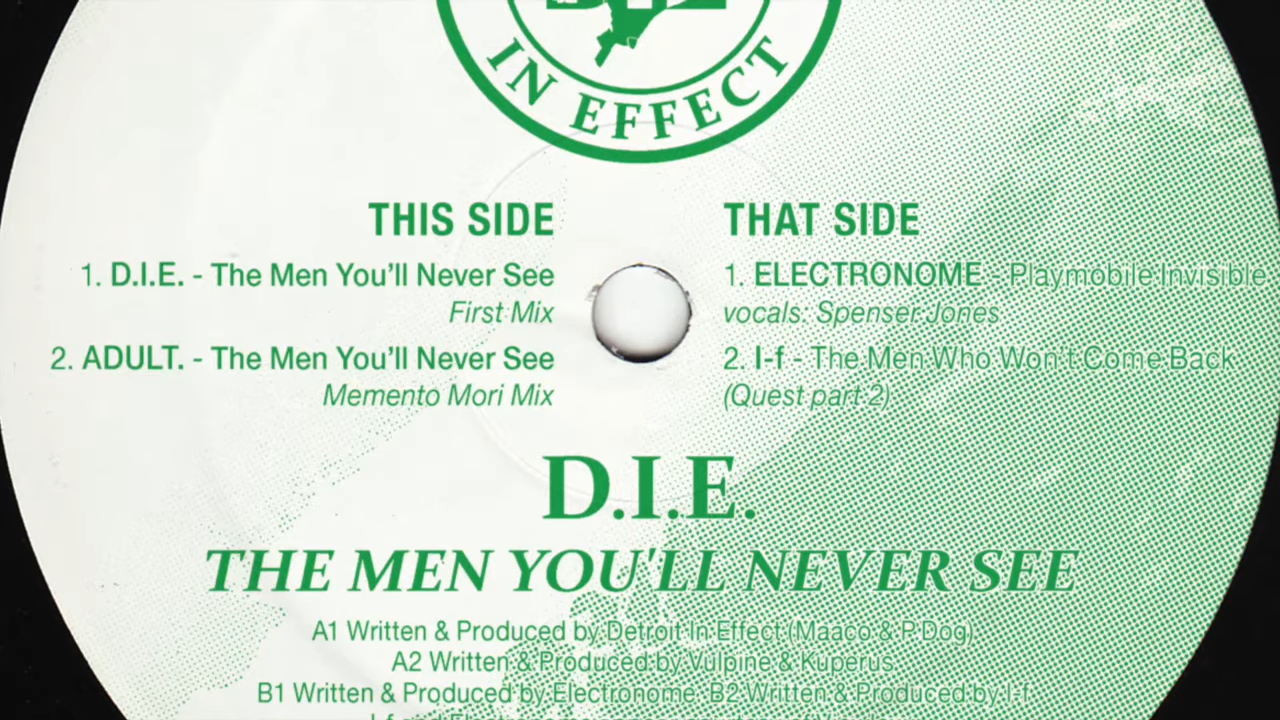 IN EFFECT
THIS SIDE
1. D.I.E. - The Men You'll Never See
First Mix
2. ADULT. - The Men You'll Never See
Memento Mori Mix
THAT SIDE
1. ELECTRONOME - Playmobile Invisible
vocals: Spenser Jones
2. I-f - The Men Who Won't Come Back
(Quest part 2)
D.I.E.
THE MEN YOU'LL NEVER SEE
A1 Written & Produced by Detroit In Effect (Maaco & P.Dog)
A2 Written & Produced by Vulpine & Kuperus.
B1 Written & Produced by Electronome. B2 Written & Produced by I-f